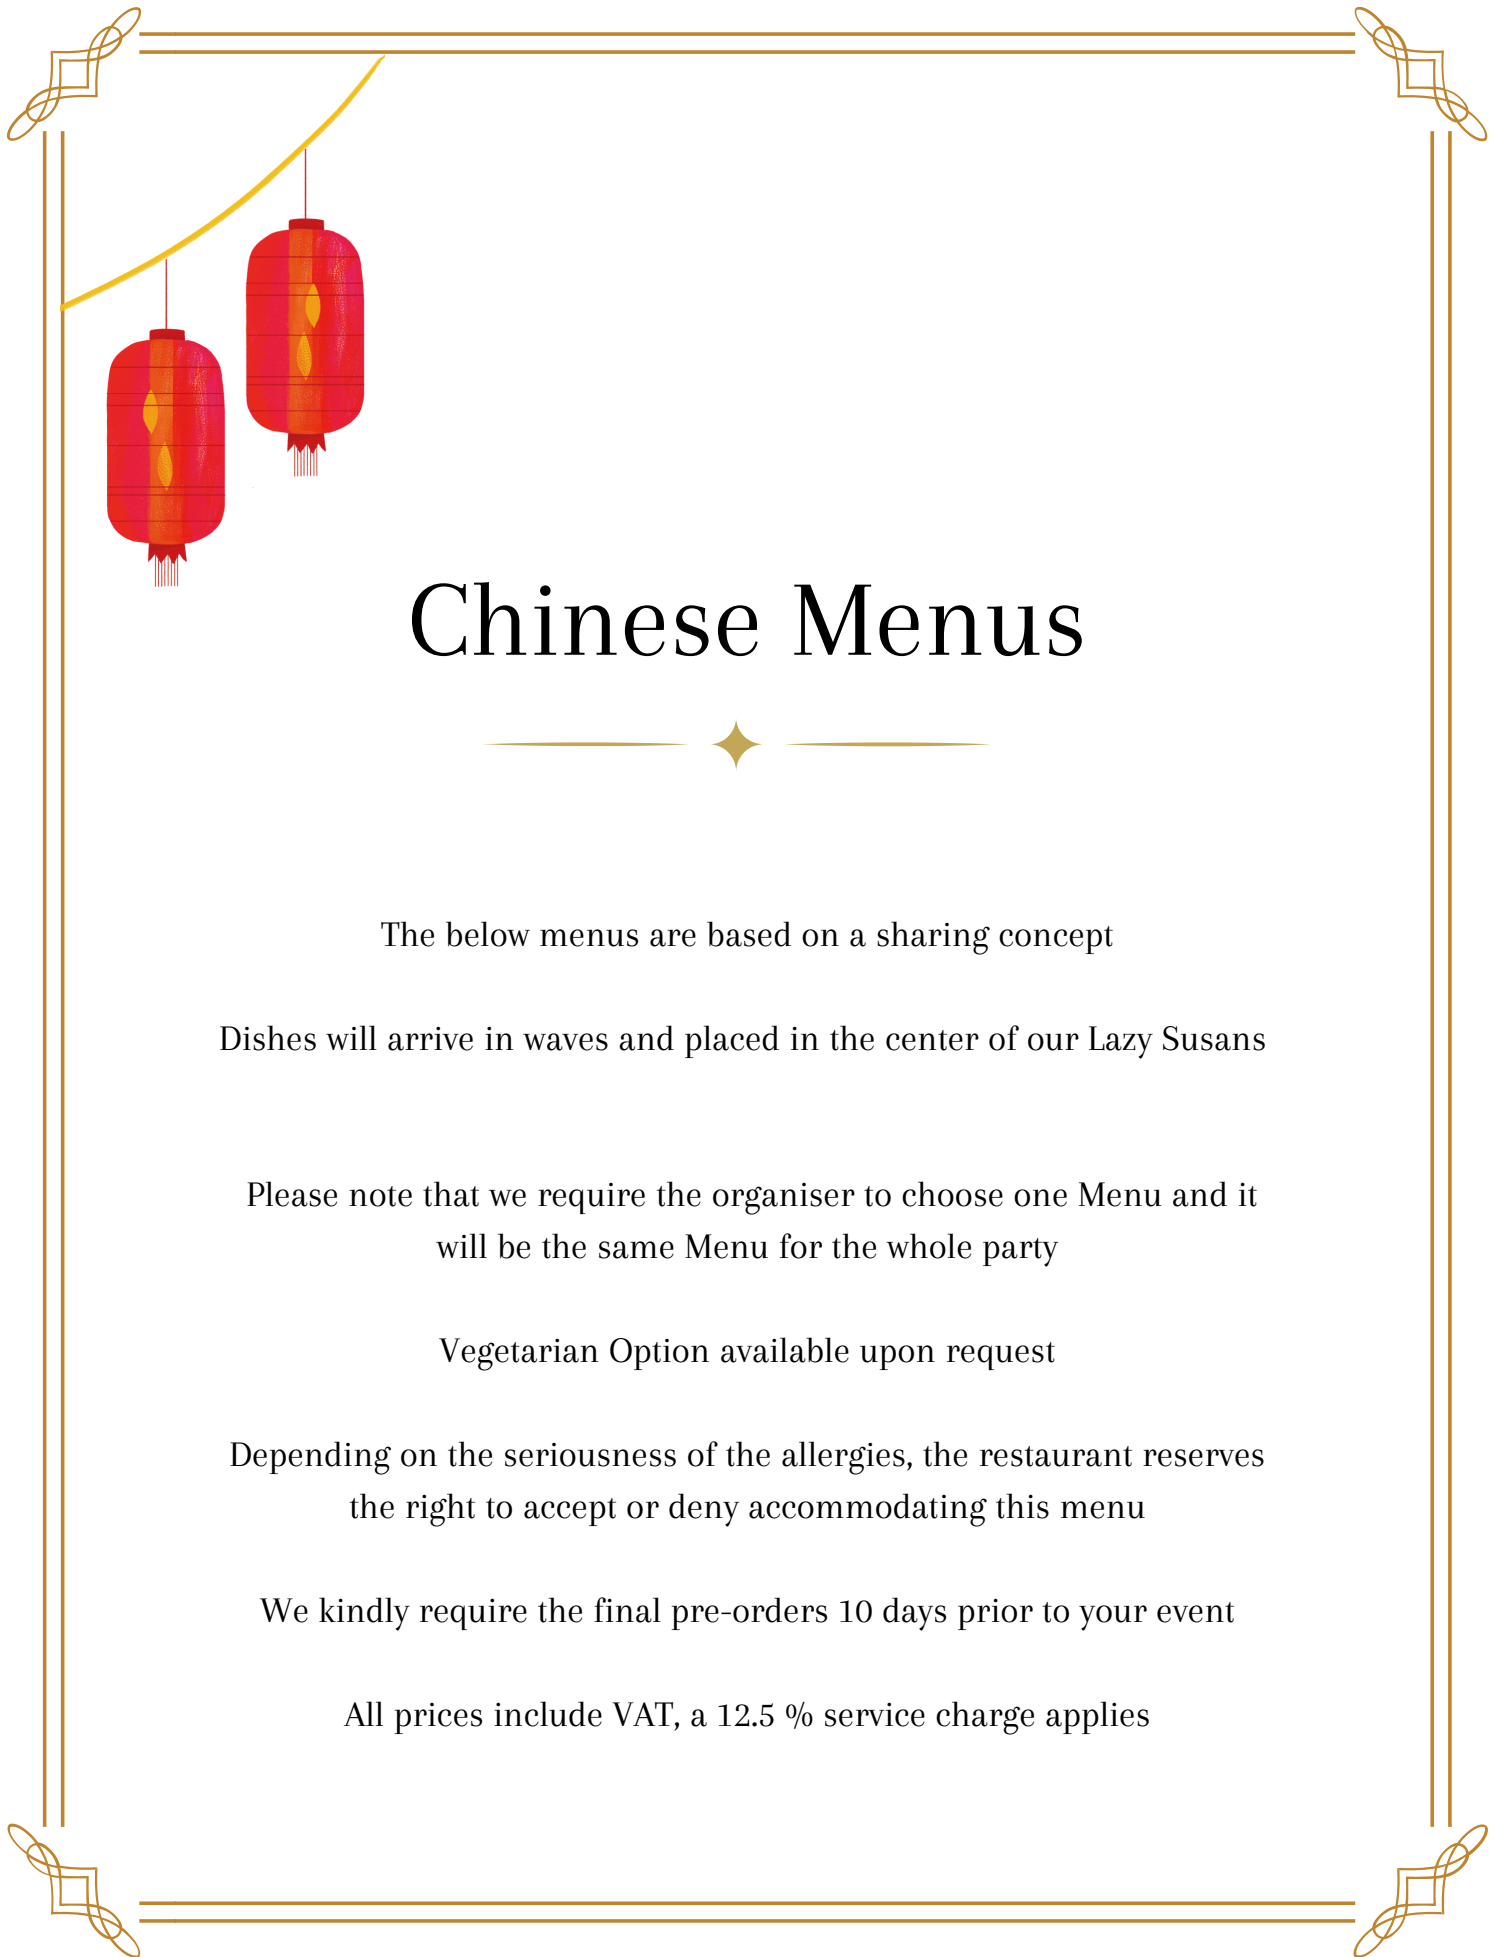 Chinese Menus
The below menus are based on a sharing concept
Dishes will arrive in waves and placed in the center of our Lazy Susans
Please note that we require the organiser to choose one Menu and it
will be the same Menu for the whole party
Vegetarian Option available upon request
Depending on the seriousness of the allergies, the restaurant reserves
the right to accept or deny accommodating this menu
We kindly require the final pre-orders 10 days prior to your event
All prices include VAT, a 12.5 % service charge applies